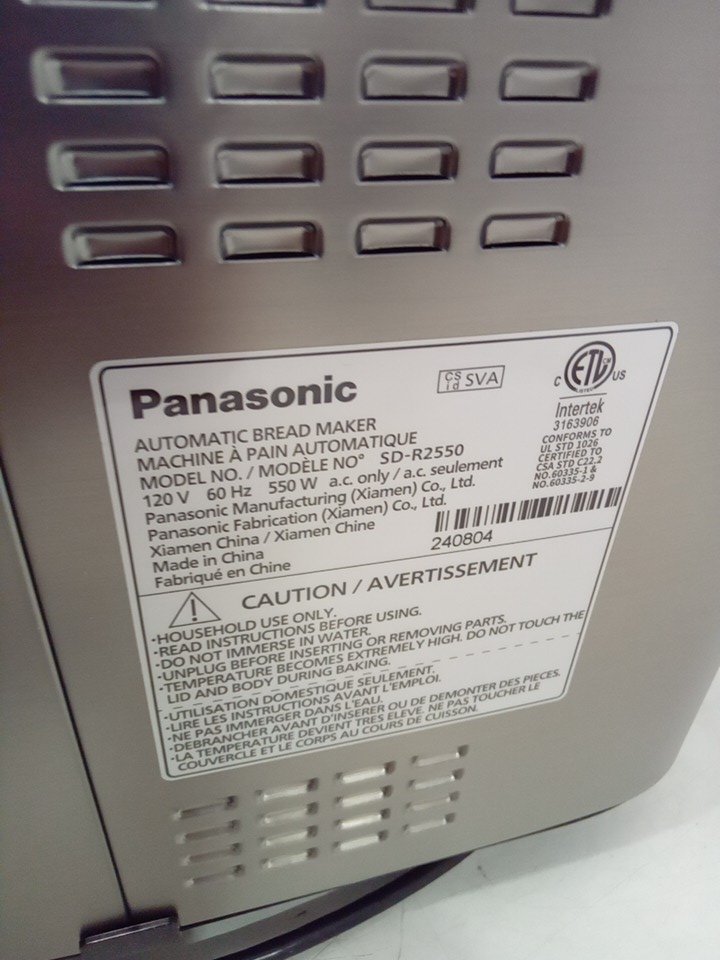 Panasonic
CS
id SVA
ETL CM
C US
LISTED
Intertek
3163906
CONFORMS TO
UL STD 1026
CERTIFIED TO
CSA STD C22.2
NO.60335-1 &
NO.60335-2-9
AUTOMATIC BREAD MAKER
MACHINE À PAIN AUTOMATIQUE
MODEL NO. / MODÈLE NO° SD-R2550
120 V 60 Hz 550 W a.c. only / a.c. seulement
Panasonic Manufacturing (Xiamen) Co., Ltd.
Panasonic Fabrication (Xiamen) Co., Ltd.
Xiamen China / Xiamen Chine
Made in China
Fabriqué en Chine
240804
CAUTION / AVERTISSEMENT
·HOUSEHOLD USE ONLY.
·READ INSTRUCTIONS BEFORE USING.
·DO NOT IMMERSE IN WATER.
·UNPLUG BEFORE INSERTING OR REMOVING PARTS.
·TEMPERATURE BECOMES EXTREMELY HIGH. DO NOT TOUCH THE
LID AND BODY DURING BAKING.
·UTILISATION DOMESTIQUE SEULEMENT.
·LIRE LES INSTRUCTIONS AVANT L'EMPLOI.
·NE PAS IMMERGER DANS L'EAU.
·DEBRANCHER AVANT D'INSERER OU DE DEMONTER DES PIECES.
·LA TEMPERATURE DEVIENT TRES ELEVE. NE PAS TOUCHER LE
COUVERCLE ET LE CORPS AU COURS DE CUISSON.